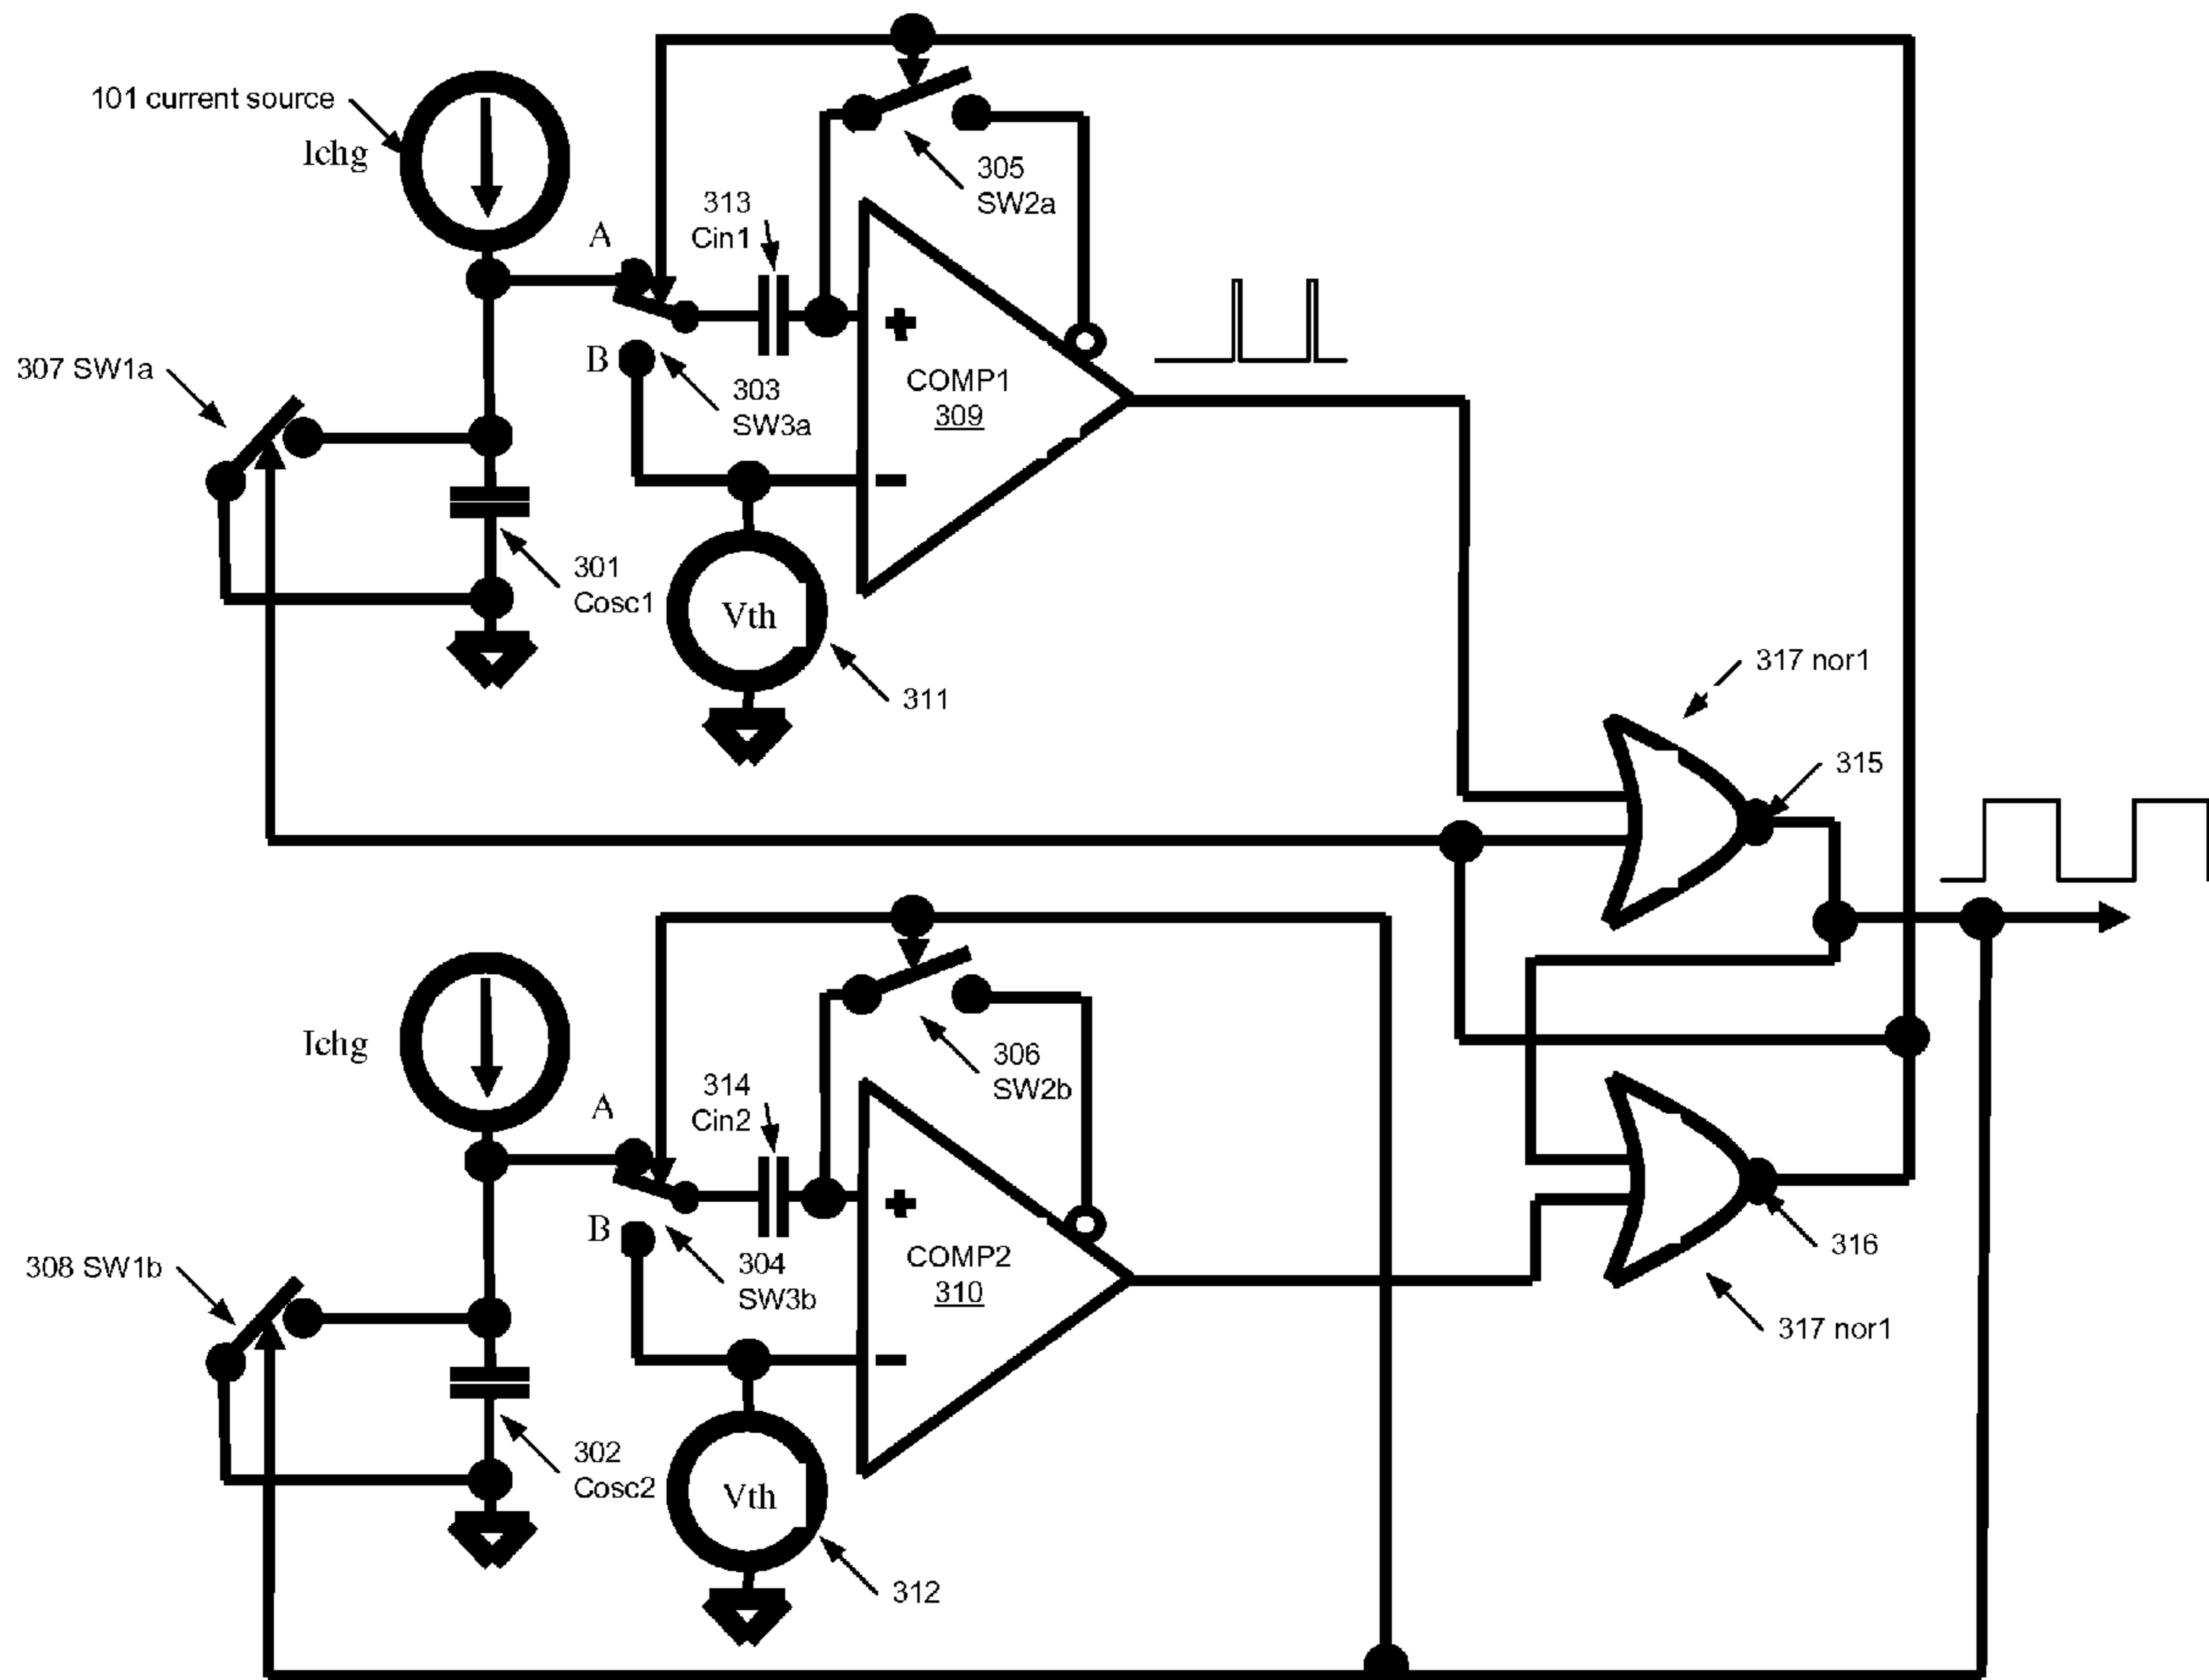 101 current source
Ichg
A
313
Cin1
305
SW2a
B
307 SW1a
303
SW3a
+
COMP1
309
-
301
Cosc1
Vth
311
317 nor1
315
Ichg
A
314
Cin2
306
SW2b
B
308 SW1b
304
SW3b
+
COMP2
310
-
316
317 nor1
302
Cosc2
Vth
312